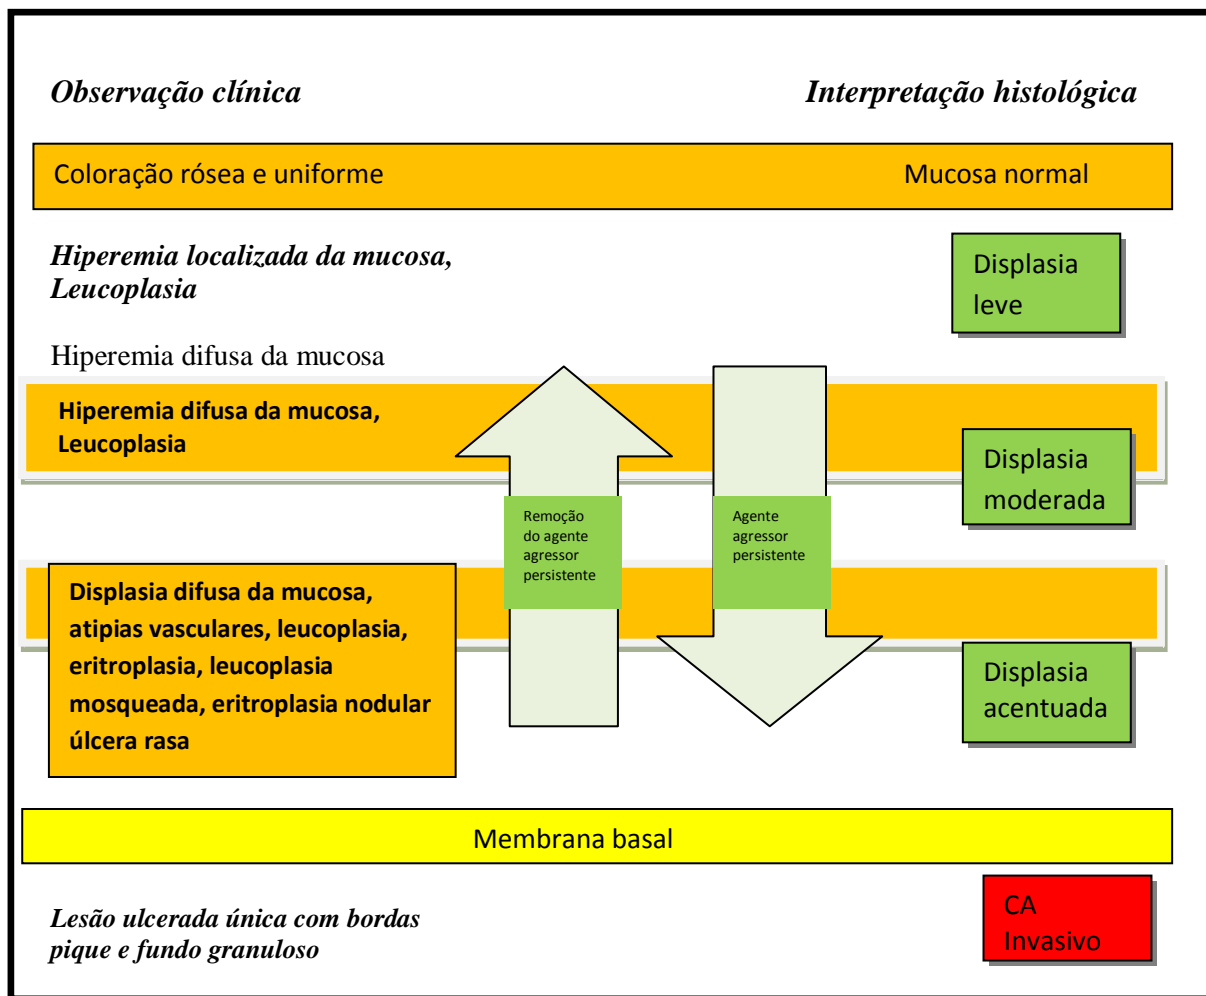 Observação clínica
Interpretação histológica
Coloração rósea e uniforme
Mucosa normal
Hiperemia localizada da mucosa,
Leucoplasia
Displasia
leve
Hiperemia difusa da mucosa
Hiperemia difusa da mucosa,
Leucoplasia
Displasia
moderada
Remoção
do agente
agressor
persistente
Agente
agressor
persistente
Displasia difusa da mucosa,
atipias vasculares, leucoplasia,
eritroplasia, leucoplasia
mosqueada, eritroplasia nodular
úlcera rasa
Displasia
acentuada
Membrana basal
Lesão ulcerada única com bordas
pique e fundo granuloso
CA
Invasivo